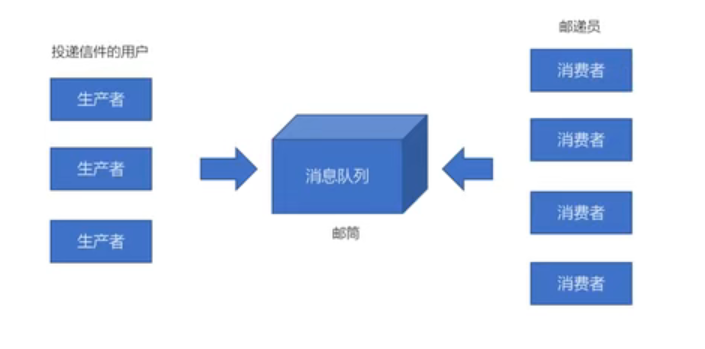 投递信件的用户
生产者
生产者
生产者
消息队列
邮筒
邮递员
消费者
消费者
消费者
消费者